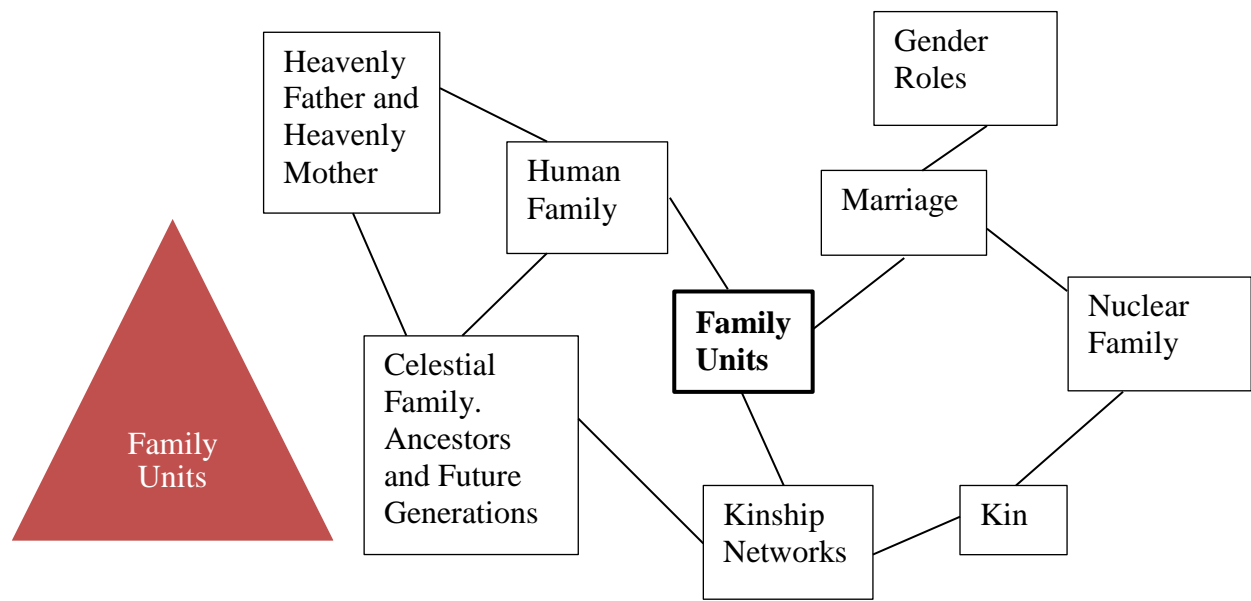 Heavenly
Father and
Heavenly
Mother
Human
Family
Gender
Roles
Marriage
Family
Units
Nuclear
Family
Celestial
Family.
Ancestors
and Future
Generations
Kinship
Networks
Kin
Family
Units